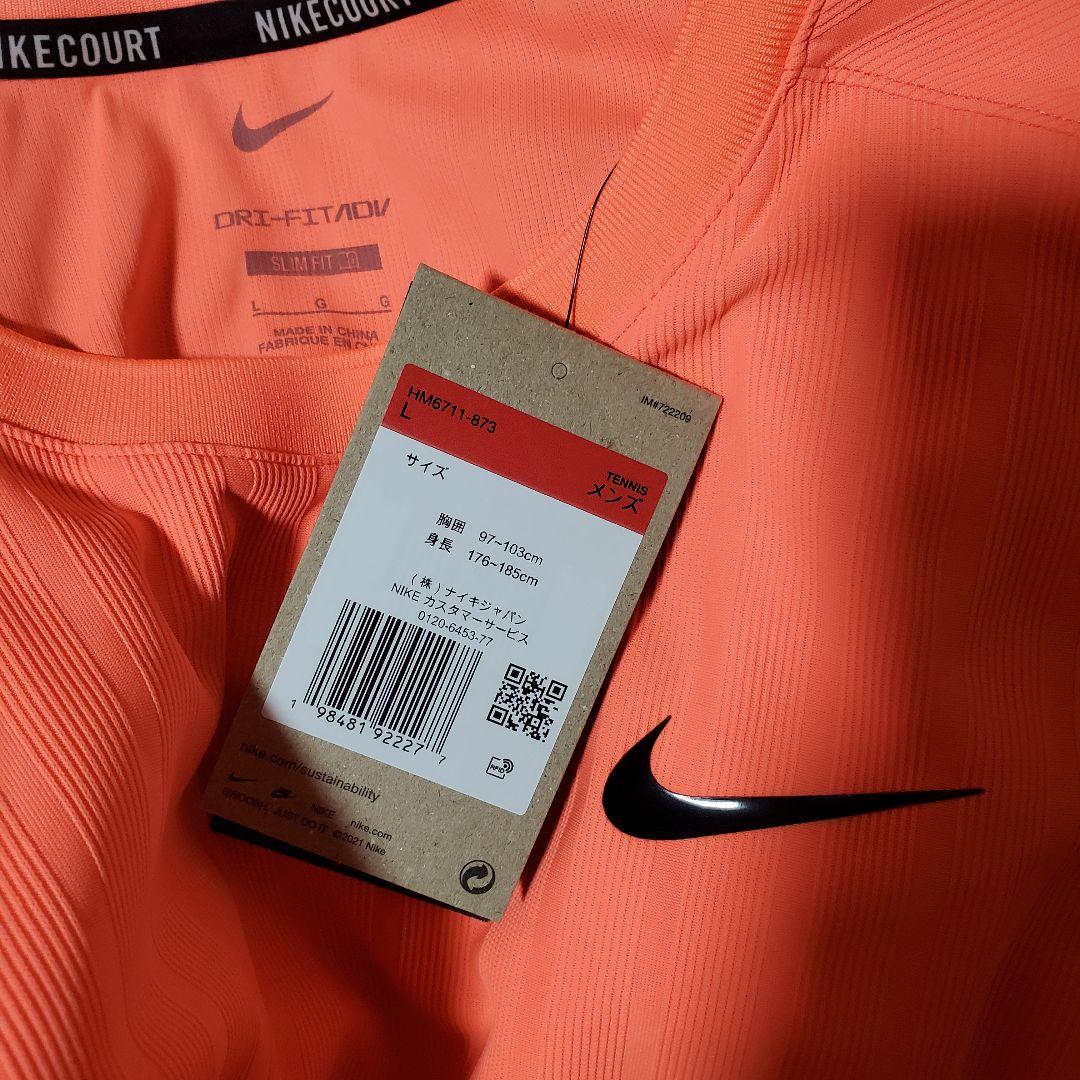 IKECOURT
NIKECOURT
DRI-FIT ADV
SLIM FIT
L G G
MADE IN CHINA
FABRIQUE EN
IM#722209
HM6711-873
L
TENNIS
メンズ
サイズ
胸囲 97~103cm
身長 176~185cm
(株)ナイキジャパン
NIKE カスタマーサービス
0120-6453-77
1 98481 92227 7
RFID
nike.com/sustainability
NIKE nike.com
SWOOSH, JUST DO IT ©2021 Nike